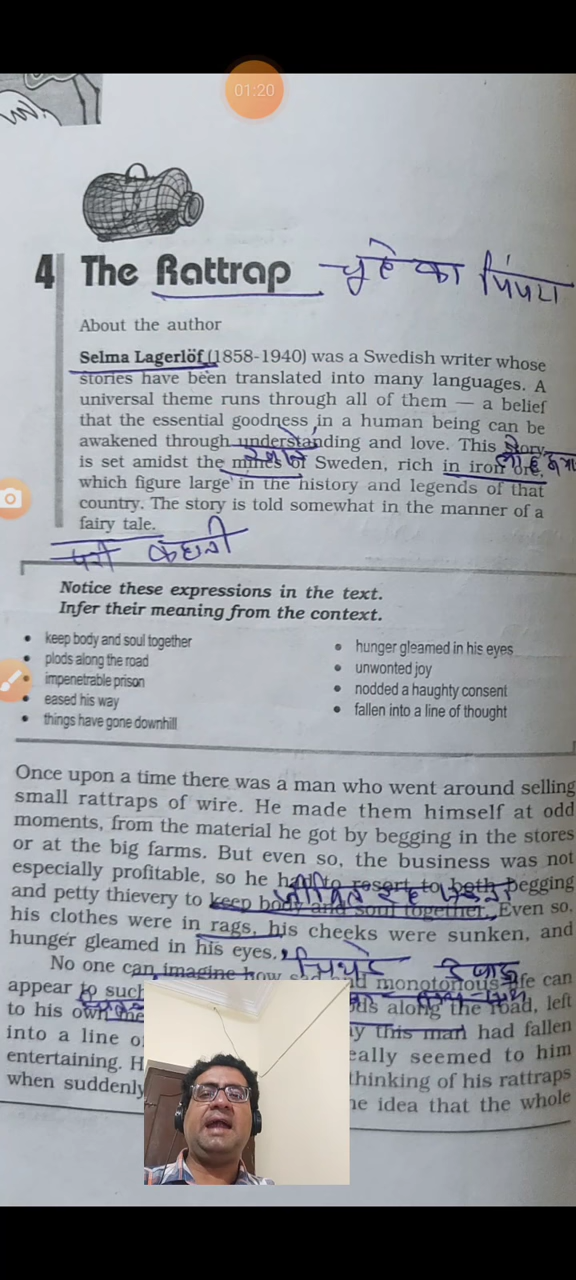 01:20
4 The Rattrap चूहे का पिंजरा
About the author
Selma Lagerlöf (1858-1940) was a Swedish writer whose
stories have been translated into many languages. A
universal theme runs through all of them — a belief
that the essential goodness in a human being can be
awakened through understanding and love. This story
खाने
is set amidst the mines of Sweden, rich in iron ore,
which figure large in the history and legends of that
country. The story is told somewhat in the manner of a
fairy tale.
परी कहानी
Notice these expressions in the text.
Infer their meaning from the context.
• keep body and soul together
• plods along the road
• impenetrable prison
• eased his way
• things have gone downhill
• hunger gleamed in his eyes
• unwonted joy
• nodded a haughty consent
• fallen into a line of thought
Once upon a time there was a man who went around selling
small rattraps of wire. He made them himself at odd
moments, from the material he got by begging in the stores
or at the big farms. But even so, the business was not
especially profitable, so he had to resort to both begging
and petty thievery to keep body and soul together. Even so,
his clothes were in rags, his cheeks were sunken, and
hunger gleamed in his eyes.
No one can imagine how sad and monotonous life can
appear to such
to his own along the road, left
into a line this man had fallen
entertaining. really seemed to him
when suddenly thinking of his rattraps
the idea that the whole